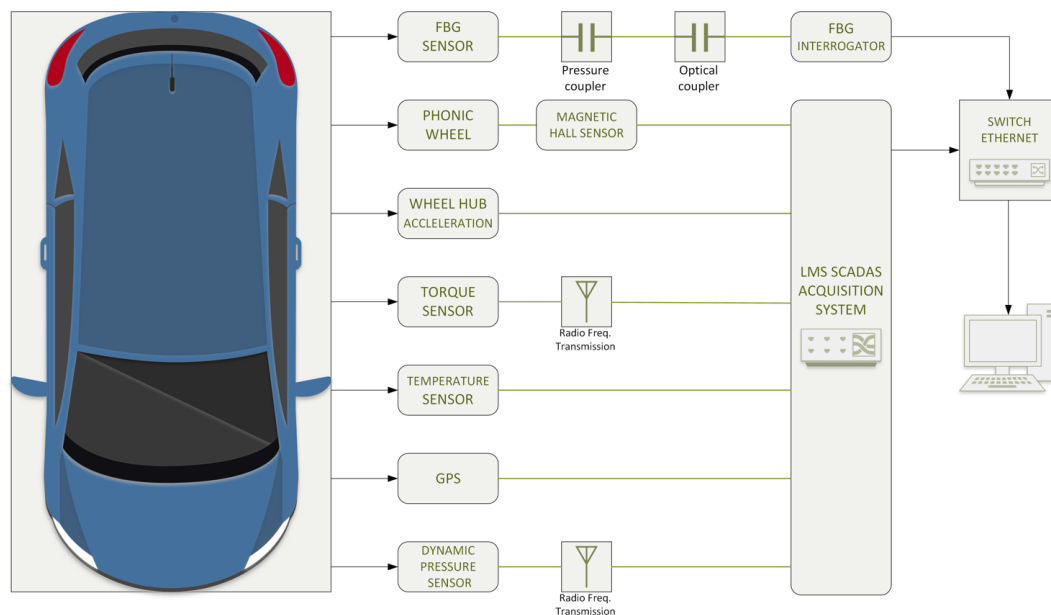 FBG
SENSOR
Pressure
coupler
Optical
coupler
FBG
INTERROGATOR
PHONIC
WHEEL
MAGNETIC
HALL SENSOR
SWITCH
ETHERNET
WHEEL HUB
ACCLELERATION
TORQUE
SENSOR
Radio Freq.
Transmission
LMS SCADAS
ACQUISITION
SYSTEM
TEMPERATURE
SENSOR
GPS
DYNAMIC
PRESSURE
SENSOR
Radio Freq.
Transmission